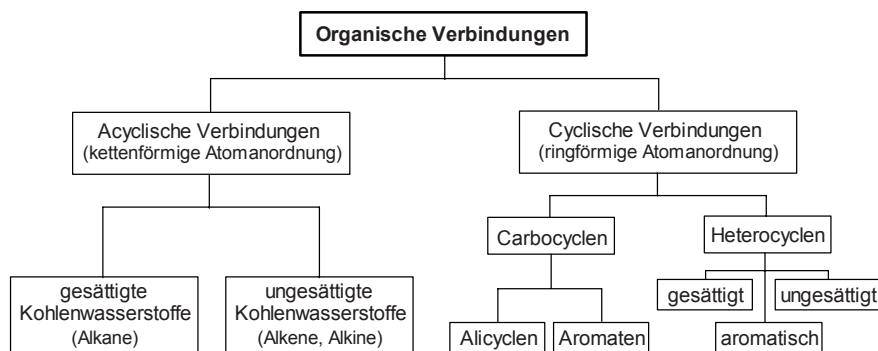 Organische Verbindungen
Acyclische Verbindungen
(kettenförmige Atomanordnung)
Cyclische Verbindungen
(ringförmige Atomanordnung)
Carbocyclen
Heterocyclen
gesättigte
Kohlenwasserstoffe
(Alkane)
ungesättigte
Kohlenwasserstoffe
(Alkene, Alkine)
Alicyclen
Aromaten
gesättigt
ungesättigt
aromatisch